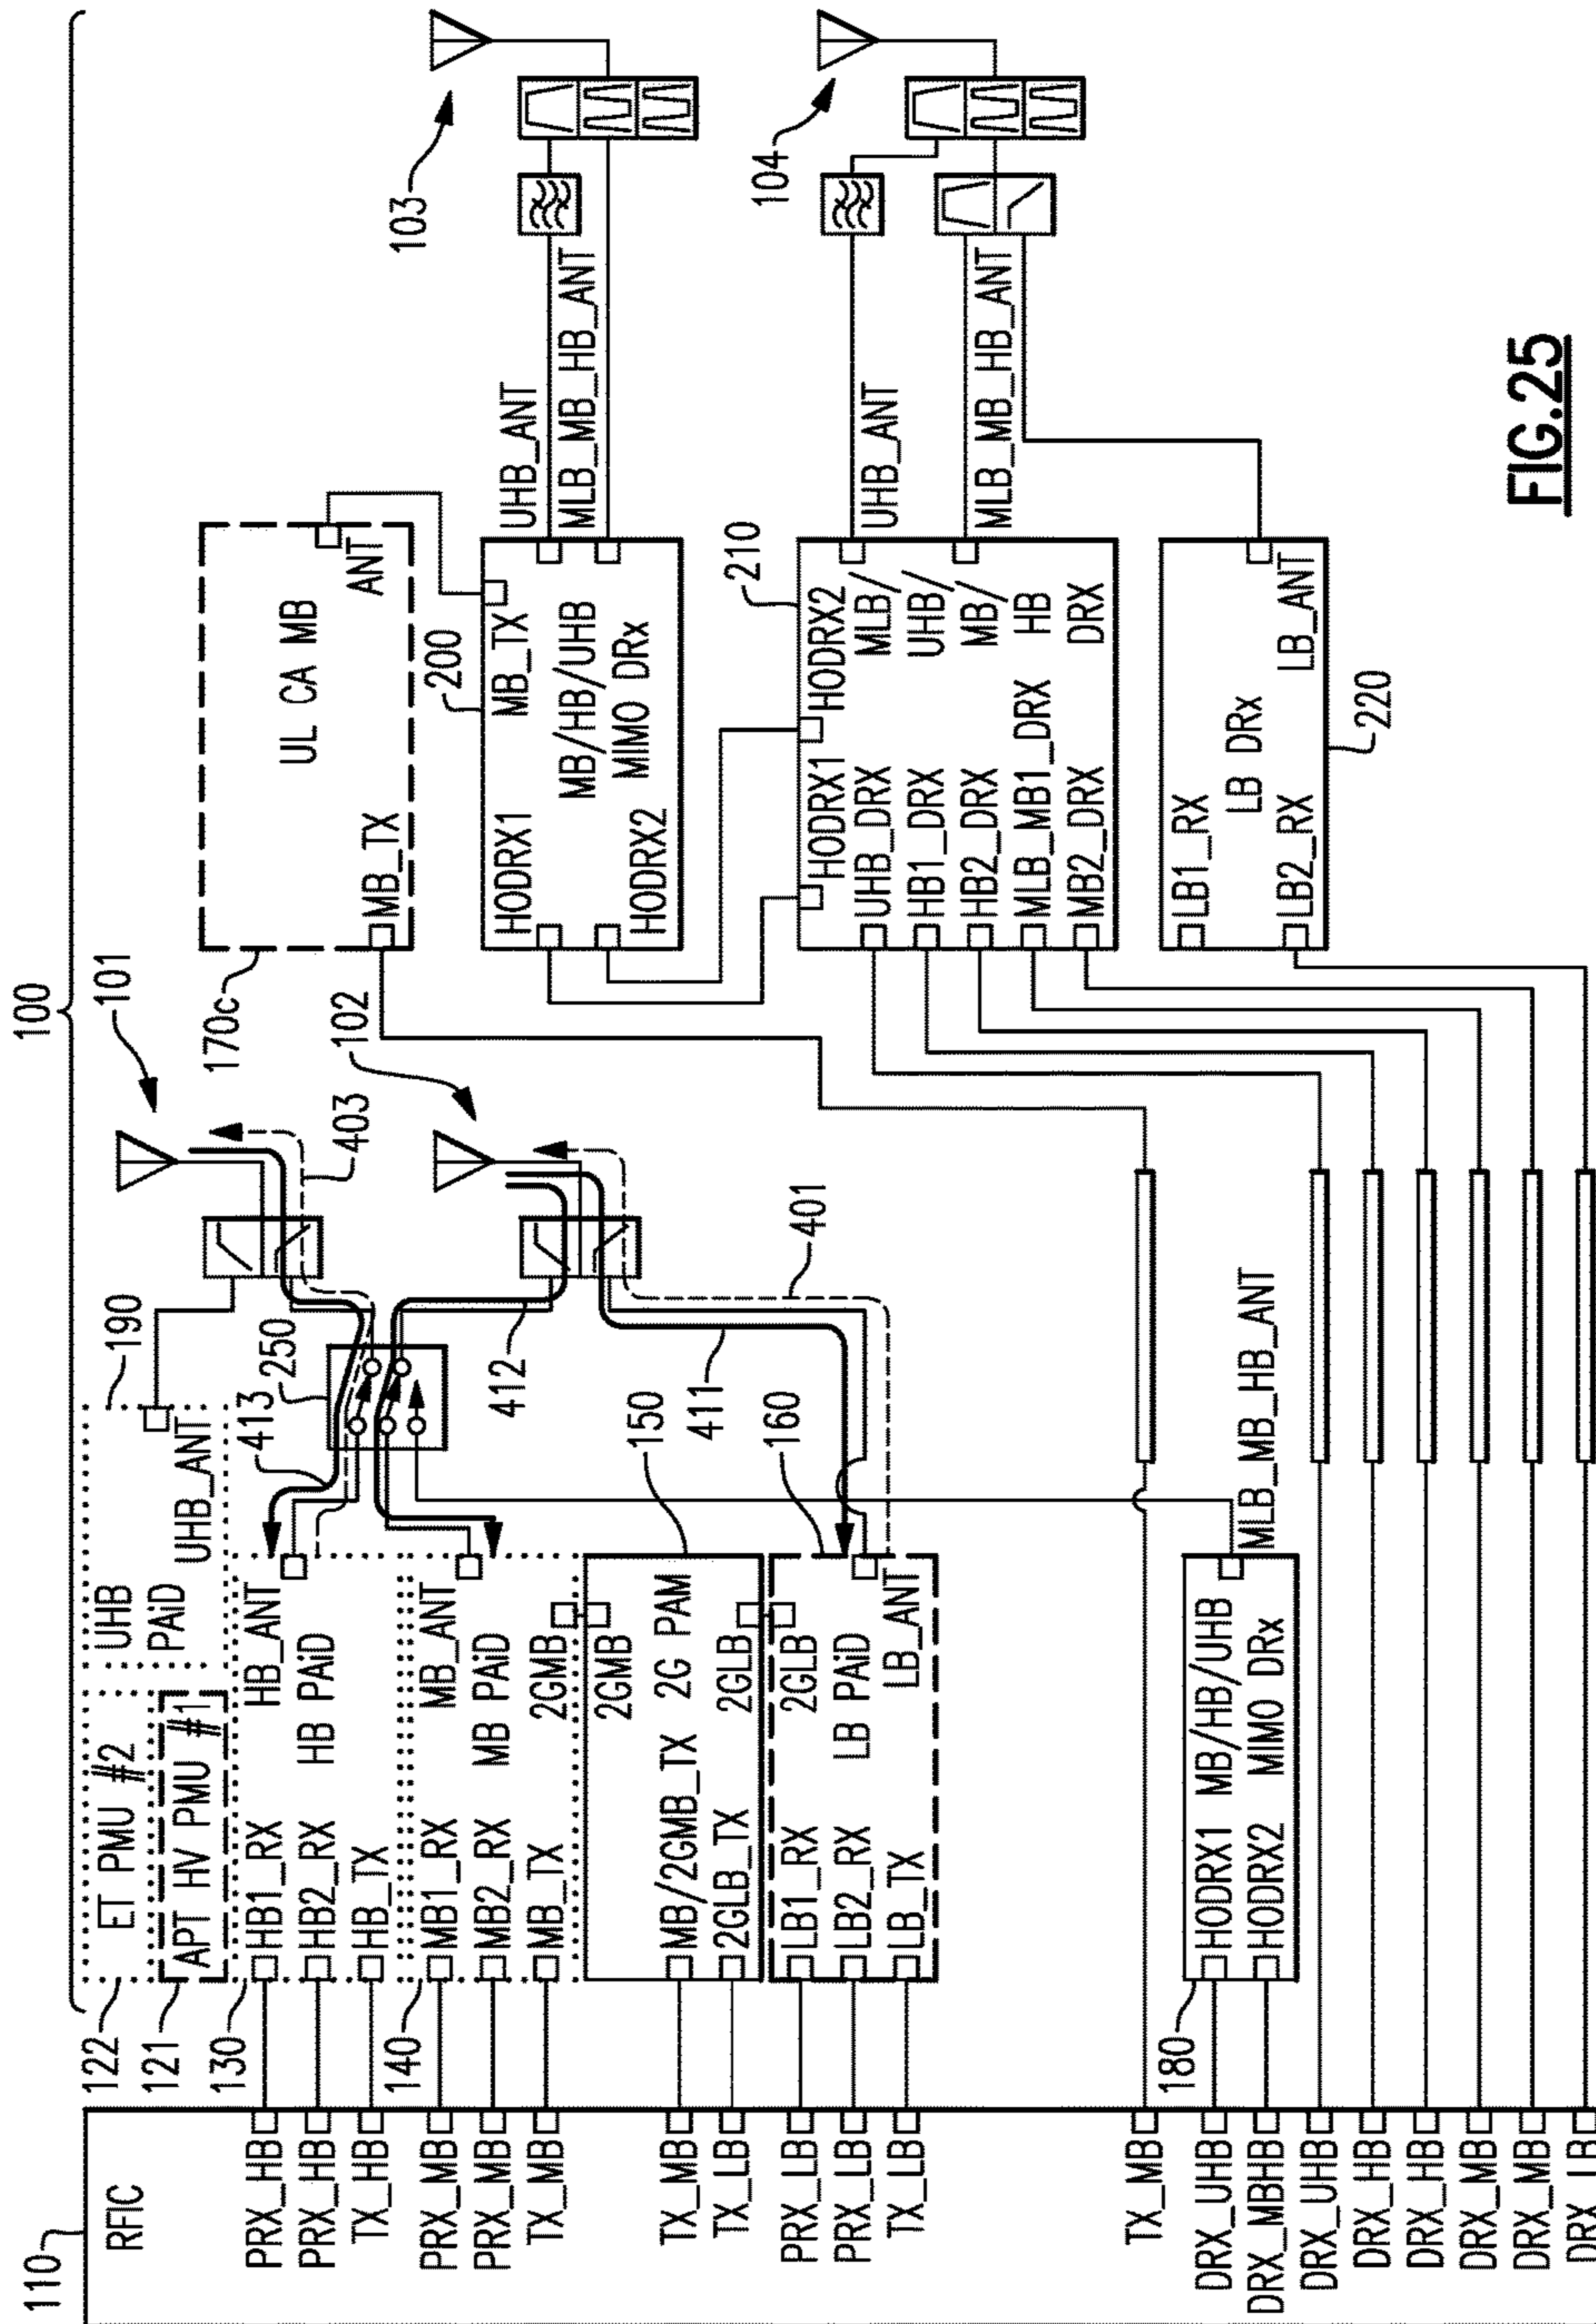 100
110
RFIC
PRX_HB
PRX_HB
TX_HB
PRX_MB
PRX_MB
TX_MB
TX_MB
TX_LB
PRX_LB
PRX_LB
TX_LB
TX_MB
DRX_UHB
DRX_MBHB
DRX_UHB
DRX_HB
DRX_HB
DRX_MB
DRX_MB
DRX_LB
122
ET PMU #2
121
APT HV PMU #1
190
UHB
PAiD
UHB_ANT
130
HB1_RX
HB2_RX
HB_TX
HB PAiD
HB_ANT
140
MB1_RX
MB2_RX
MB_TX
MB PAiD
MB_ANT
2GMB
150
2GMB
MB/2GMB_TX 2G PAM
2GLB_TX
2GLB
160
2GLB
LB1_RX
LB2_RX
LB_TX
LB PAiD
LB_ANT
180
HODRX1
HODRX2
MB/HB/UHB
MIMO DRx
MLB_MB_HB_ANT
413
250
412
411
401
403
101
102
170c
UL CA MB
MB_TX
ANT
200
MB_TX
HODRX1
HODRX2
MB/HB/UHB
MIMO DRx
UHB_ANT
MLB_MB_HB_ANT
103
210
HODRX1
HODRX2
UHB_DRX
HB1_DRX
HB2_DRX
MLB_MB1_DRX
MB2_DRX
MLB/
UHB/
MB/
HB
DRX
UHB_ANT
MLB_MB_HB_ANT
104
220
LB1_RX
LB2_RX
LB DRx
LB_ANT
FIG.25